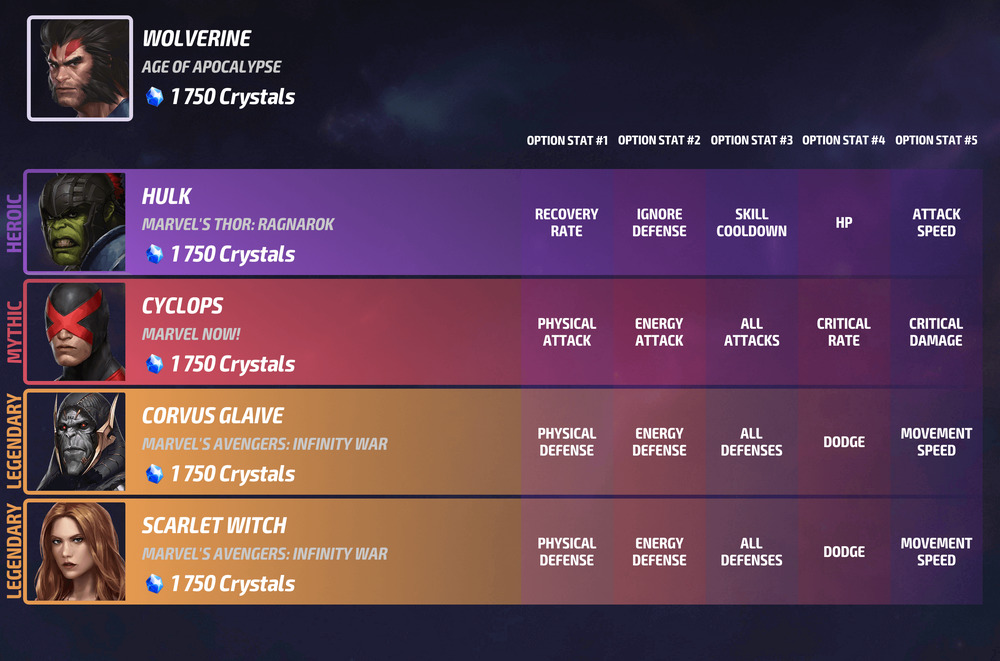 WOLVERINE
AGE OF APOCALYPSE
1 750 Crystals
OPTION STAT #1 OPTION STAT #2 OPTION STAT #3 OPTION STAT #4 OPTION STAT #5
HEROIC
HULK
MARVEL'S THOR: RAGNAROK
1 750 Crystals
RECOVERY
RATE
IGNORE
DEFENSE
SKILL
COOLDOWN
HP
ATTACK
SPEED
MYTHIC
CYCLOPS
MARVEL NOW!
1 750 Crystals
PHYSICAL
ATTACK
ENERGY
ATTACK
ALL
ATTACKS
CRITICAL
RATE
CRITICAL
DAMAGE
LEGENDARY
CORVUS GLAIVE
MARVEL'S AVENGERS: INFINITY WAR
1 750 Crystals
PHYSICAL
DEFENSE
ENERGY
DEFENSE
ALL
DEFENSES
DODGE
MOVEMENT
SPEED
LEGENDARY
SCARLET WITCH
MARVEL'S AVENGERS: INFINITY WAR
1 750 Crystals
PHYSICAL
DEFENSE
ENERGY
DEFENSE
ALL
DEFENSES
DODGE
MOVEMENT
SPEED